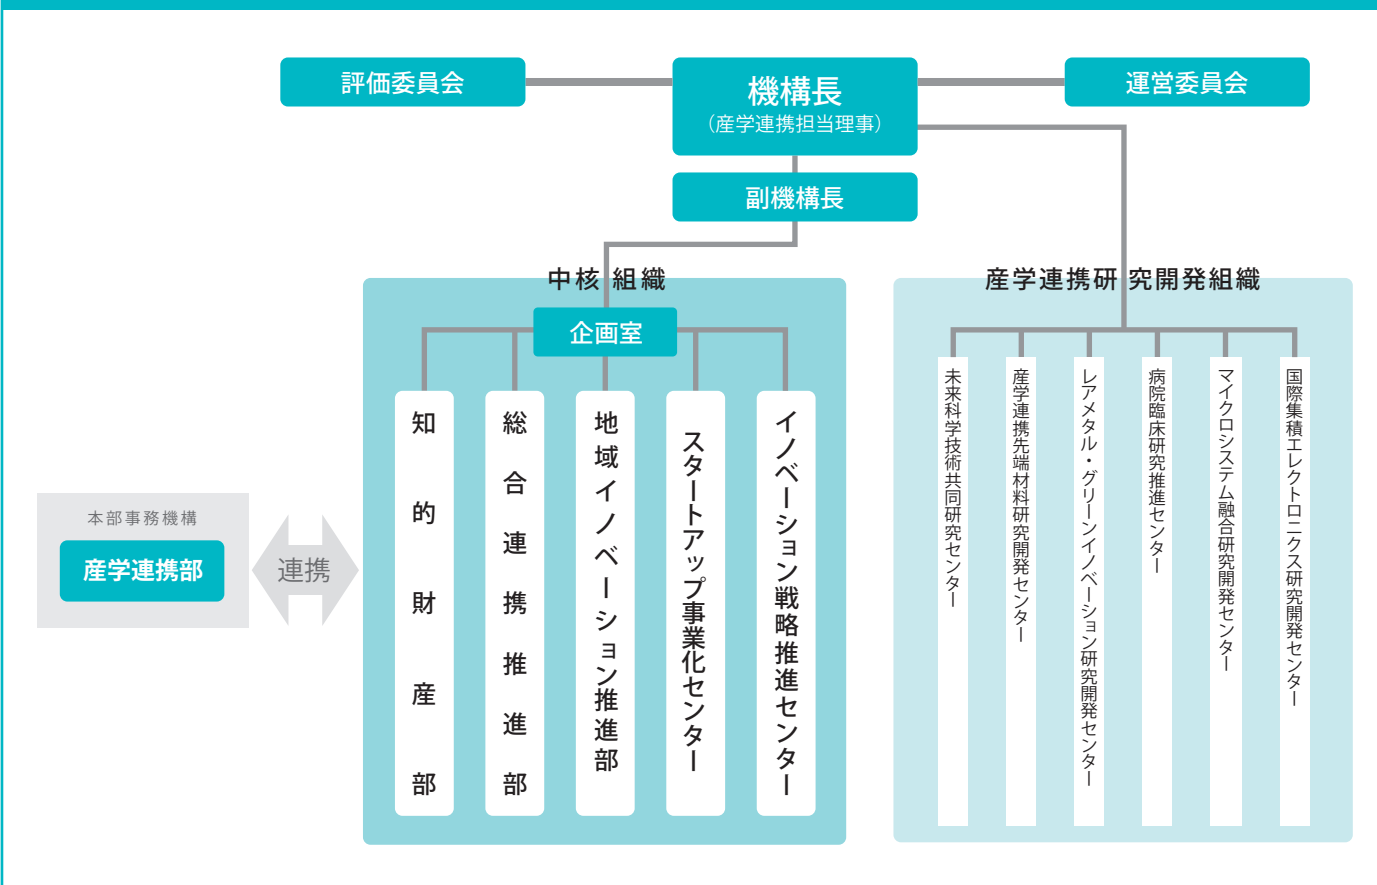 評価委員会
機構長
（産学連携担当理事）
運営委員会
副機構長
中核組織
企画室
知的財産部
総合連携推進部
地域イノベーション推進部
スタートアップ事業化センター
イノベーション戦略推進センター
産学連携研究開発組織
未来科学技術共同研究センター
産学連携先端材料研究開発センター
レアメタル・グリーンイノベーション研究開発センター
病院臨床研究推進センター
マイクロシステム融合研究開発センター
国際集積エレクトロニクス研究開発センター
本部事務機構
産学連携部
連携